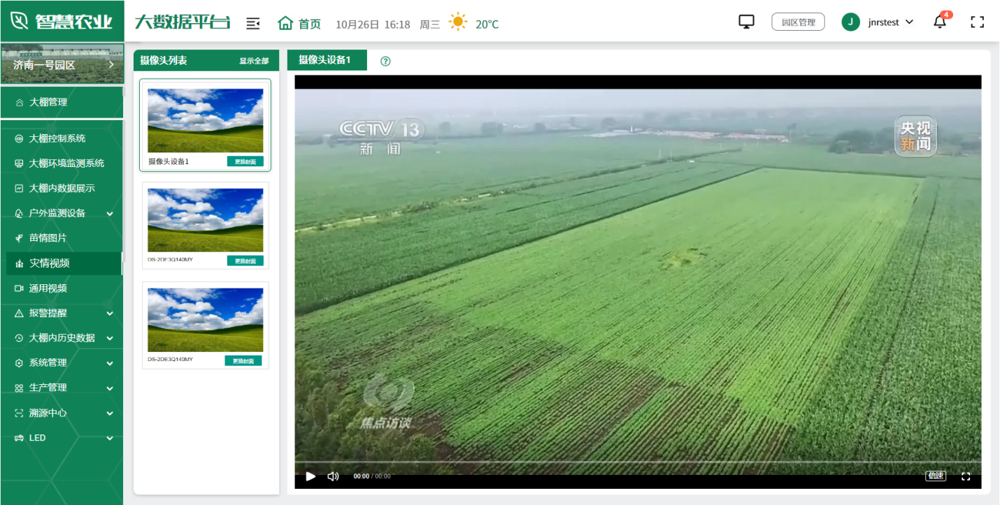 智慧农业
大数据平台
首页
10月26日 16:18 周三
20°C
园区管理
J
jnrstest
4
济南一号园区
大棚管理
大棚控制系统
大棚环境监测系统
大棚内数据展示
户外监测设备
苗情图片
灾情视频
通用视频
报警提醒
大棚内历史数据
系统管理
生产管理
溯源中心
LED
摄像头列表
显示全部
摄像头设备1
更换封面
DS-2DE3Q140MY
更换封面
DS-2DE3Q140MY
更换封面
摄像头设备1
?
CCTV 13
新闻
央视
新闻
焦点访谈
00:00 / 00:00
倍速